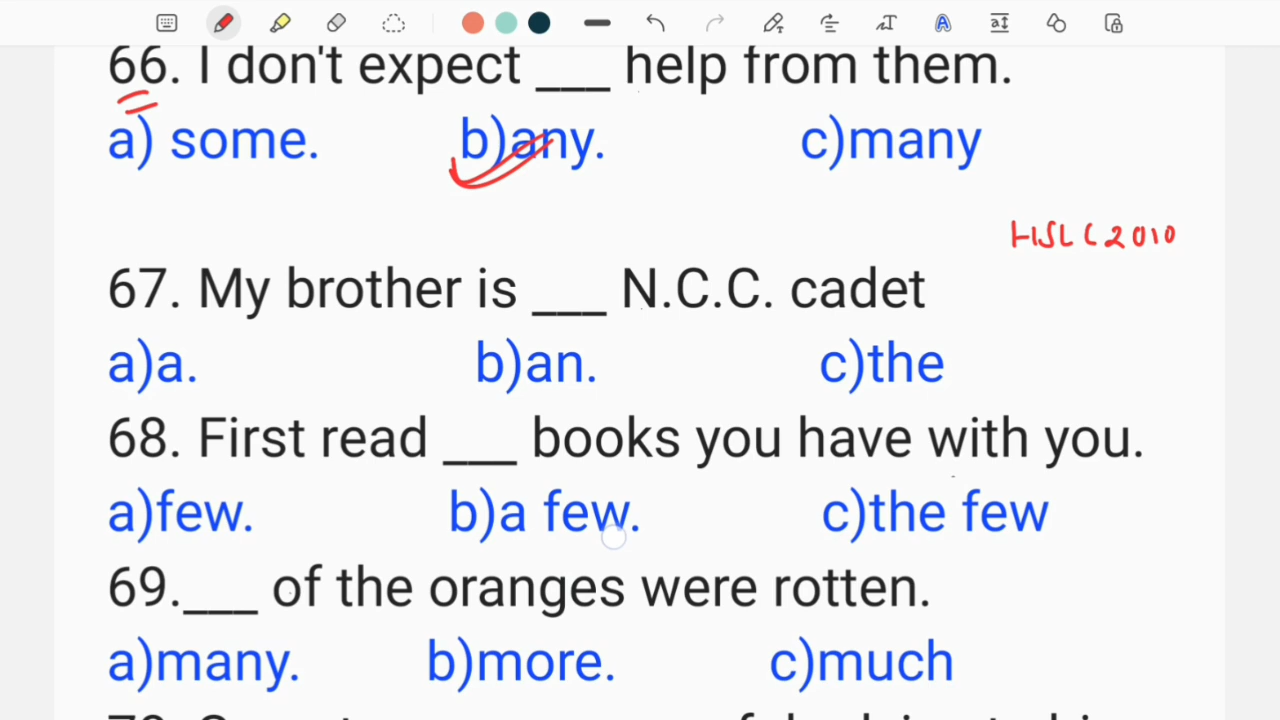 66. I don't expect ___ help from them.
a) some. b)any. c)many
HSLC 2010
67. My brother is ___ N.C.C. cadet
a)a. b)an. c)the
68. First read ___ books you have with you.
a)few. b)a few. c)the few
69.___ of the oranges were rotten.
a)many. b)more. c)much